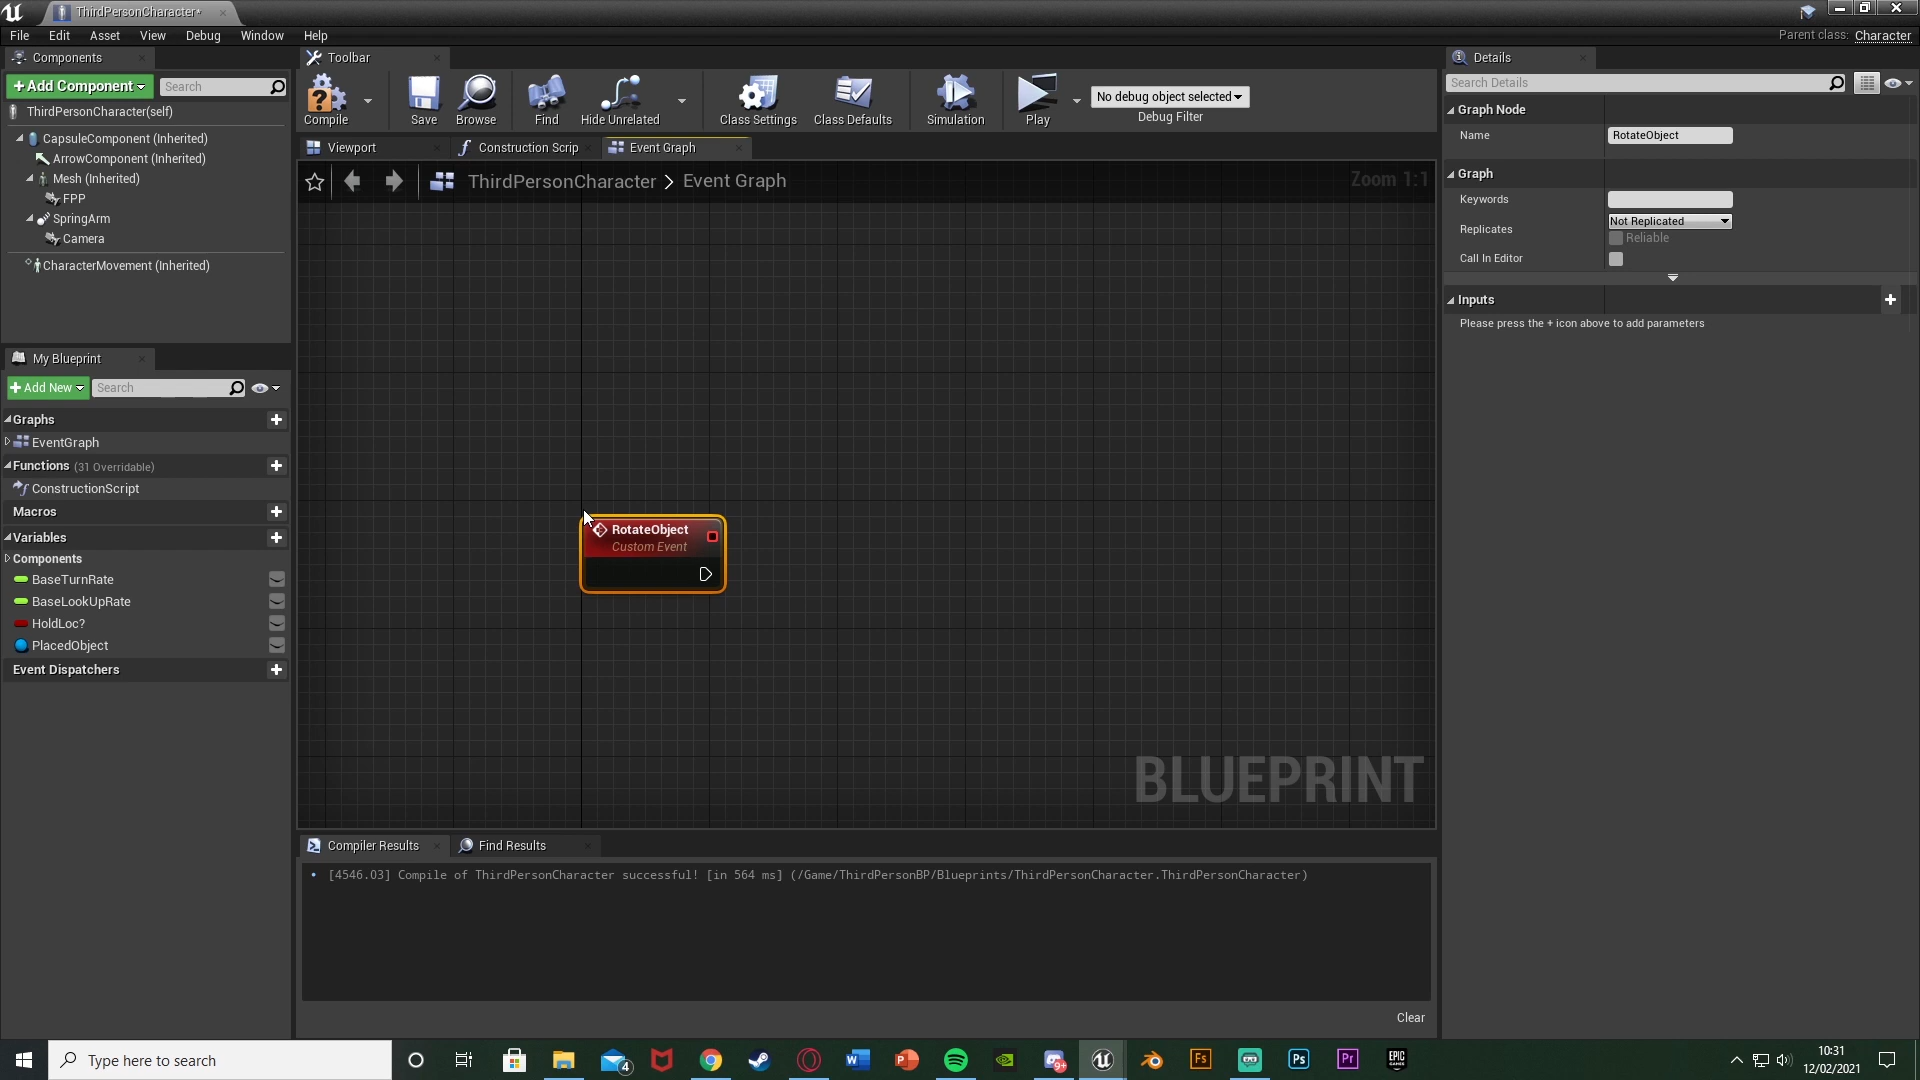 ThirdPersonCharacter*
File Edit Asset View Debug Window Help
Parent class: Character
Components
+Add Component
Search
ThirdPersonCharacter(self)
CapsuleComponent (Inherited)
ArrowComponent (Inherited)
Mesh (Inherited)
FPP
SpringArm
Camera
CharacterMovement (Inherited)
My Blueprint
+Add New
Search
Graphs
EventGraph
Functions (31 Overridable)
ConstructionScript
Macros
Variables
Components
BaseTurnRate
BaseLookUpRate
HoldLoc?
PlacedObject
Event Dispatchers
Toolbar
Compile
Save
Browse
Find
Hide Unrelated
Class Settings
Class Defaults
Simulation
Play
No debug object selected
Debug Filter
Viewport
Construction Scrip
Event Graph
ThirdPersonCharacter > Event Graph
Zoom 1:1
RotateObject
Custom Event
BLUEPRINT
Compiler Results
Find Results
• [4546.03] Compile of ThirdPersonCharacter successful! [in 564 ms] (/Game/ThirdPersonBP/Blueprints/ThirdPersonCharacter.ThirdPersonCharacter)
Clear
Details
Search Details
Graph Node
Name RotateObject
Graph
Keywords
Replicates Not Replicated
Reliable
Call In Editor
Inputs
Please press the + icon above to add parameters
Type here to search
4
W
P
9+
Fs
Ps
Pr
EPIC
GAMES
10:31
12/02/2021